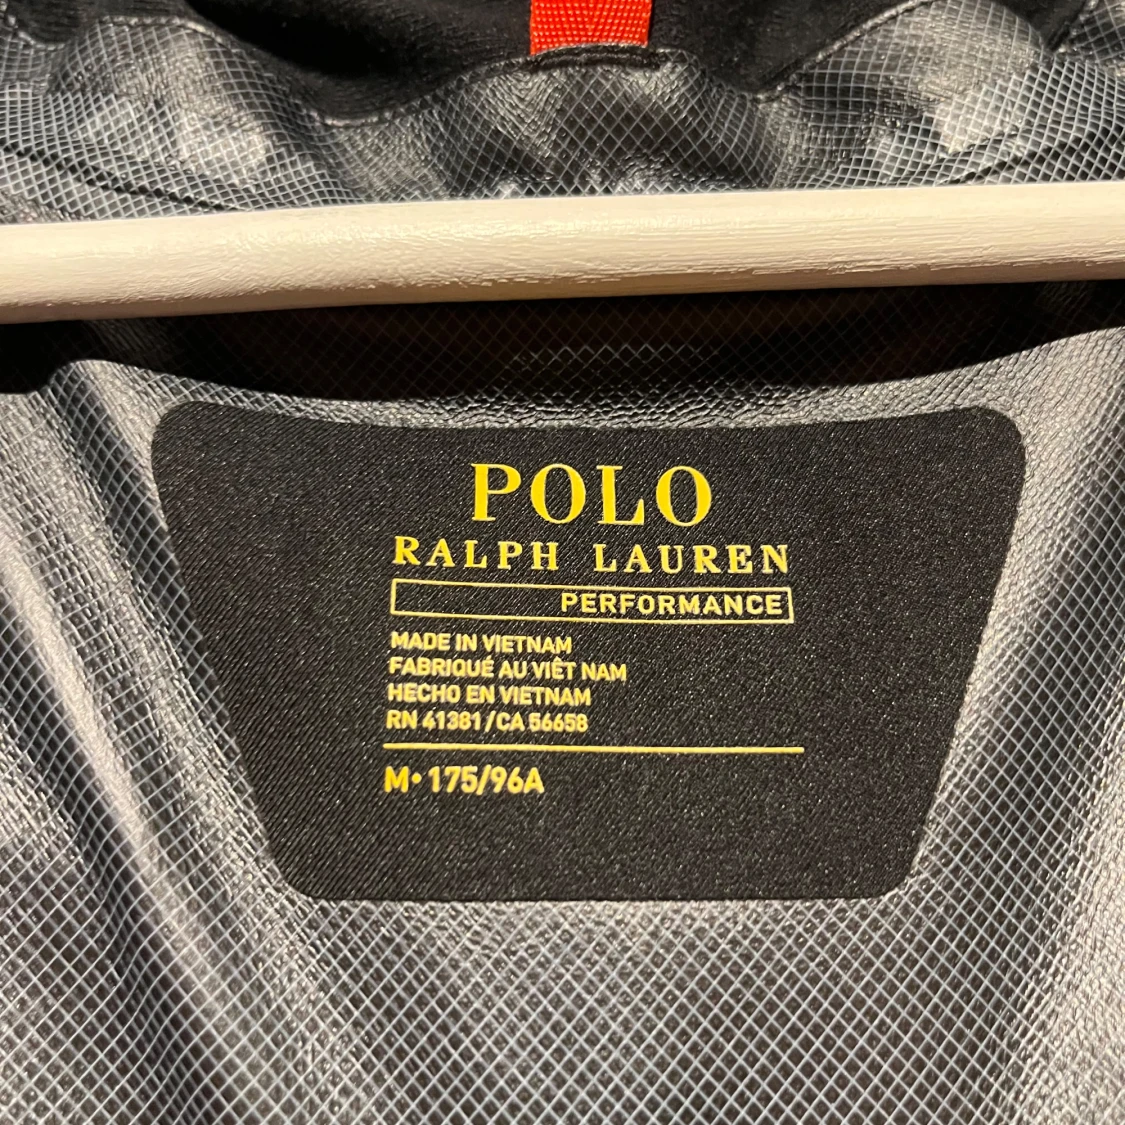 POLO
RALPH LAUREN
PERFORMANCE
MADE IN VIETNAM
FABRIQUÉ AU VIÊT NAM
HECHO EN VIETNAM
RN 41381/CA 56658
M• 175/96A